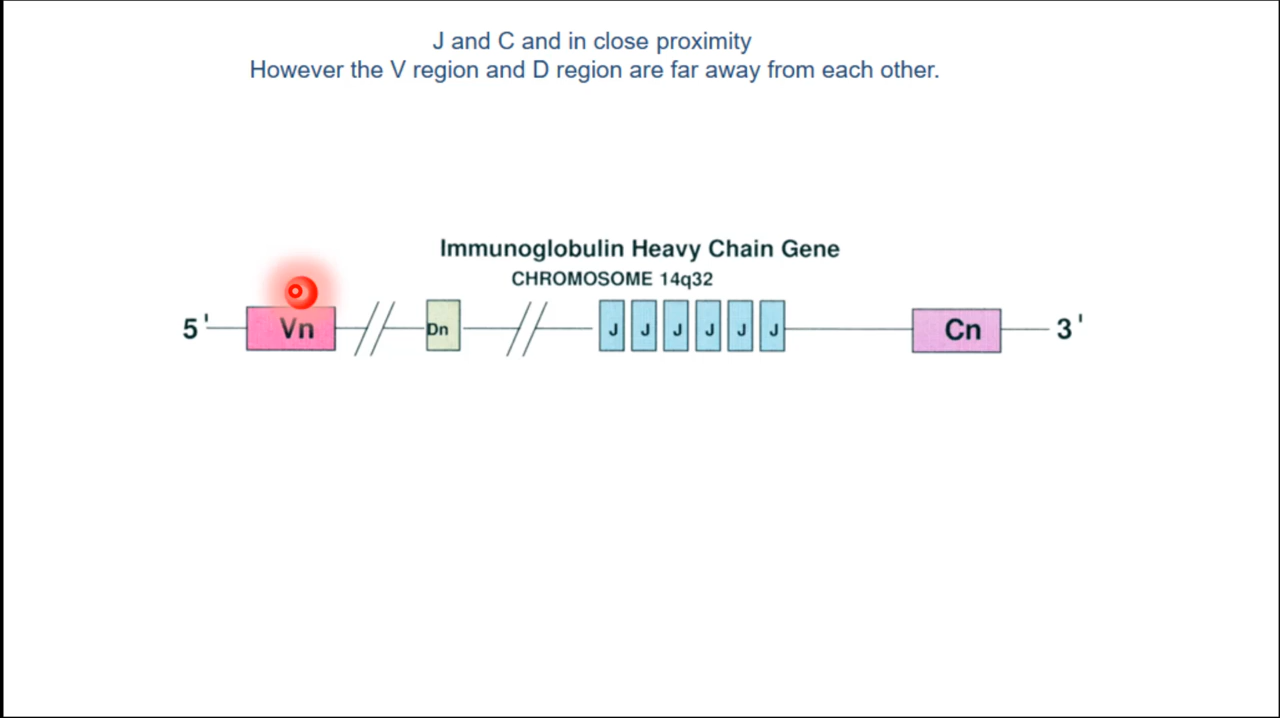 J and C and in close proximity
However the V region and D region are far away from each other.
Immunoglobulin Heavy Chain Gene
CHROMOSOME 14q32
5' Vn Dn J J J J J J Cn 3'